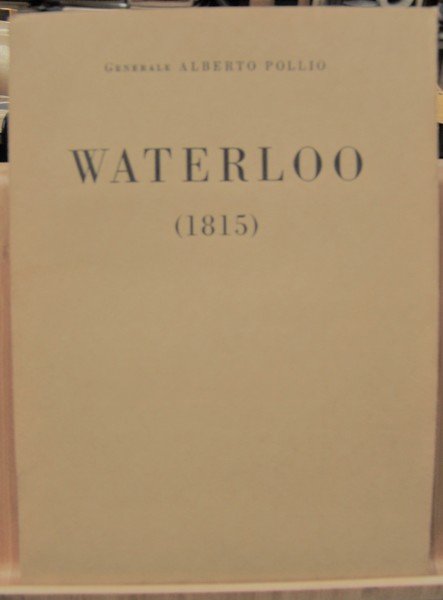 Generale ALBERTO POLLIO
WATERLOO
(1815)